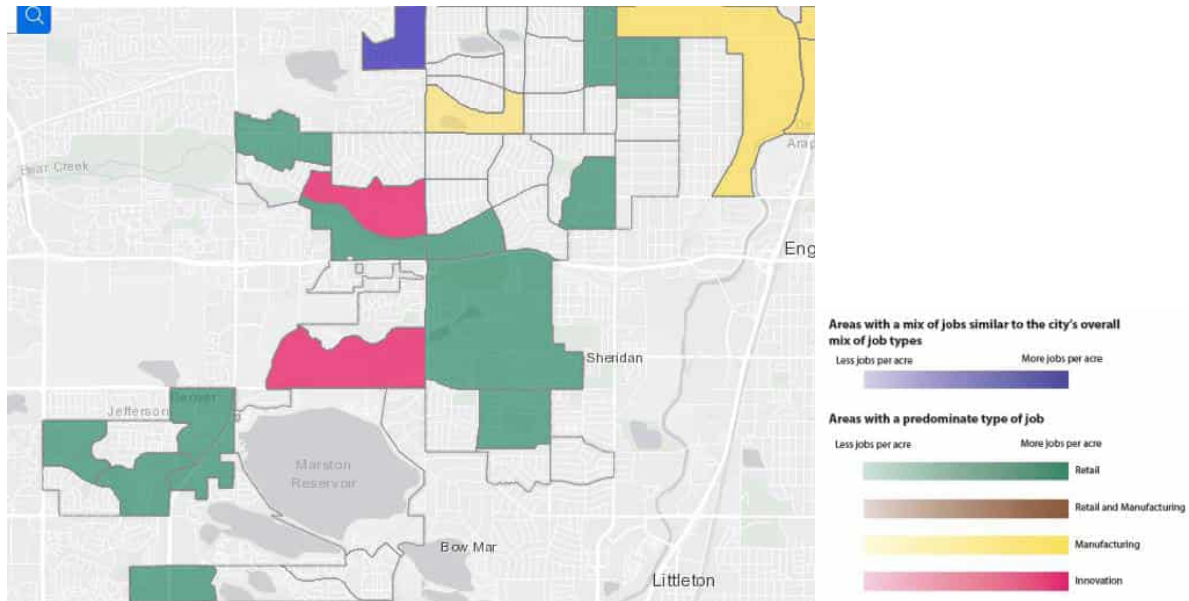 Bear Creek
Arap
Eng
Sheridan
Jefferson
Denver
Marston
Reservoir
Bow Mar
Littleton
Areas with a mix of jobs similar to the city's overall
mix of job types
Less jobs per acre More jobs per acre
Areas with a predominate type of job
Less jobs per acre More jobs per acre
Retail
Retail and Manufacturing
Manufacturing
Innovation